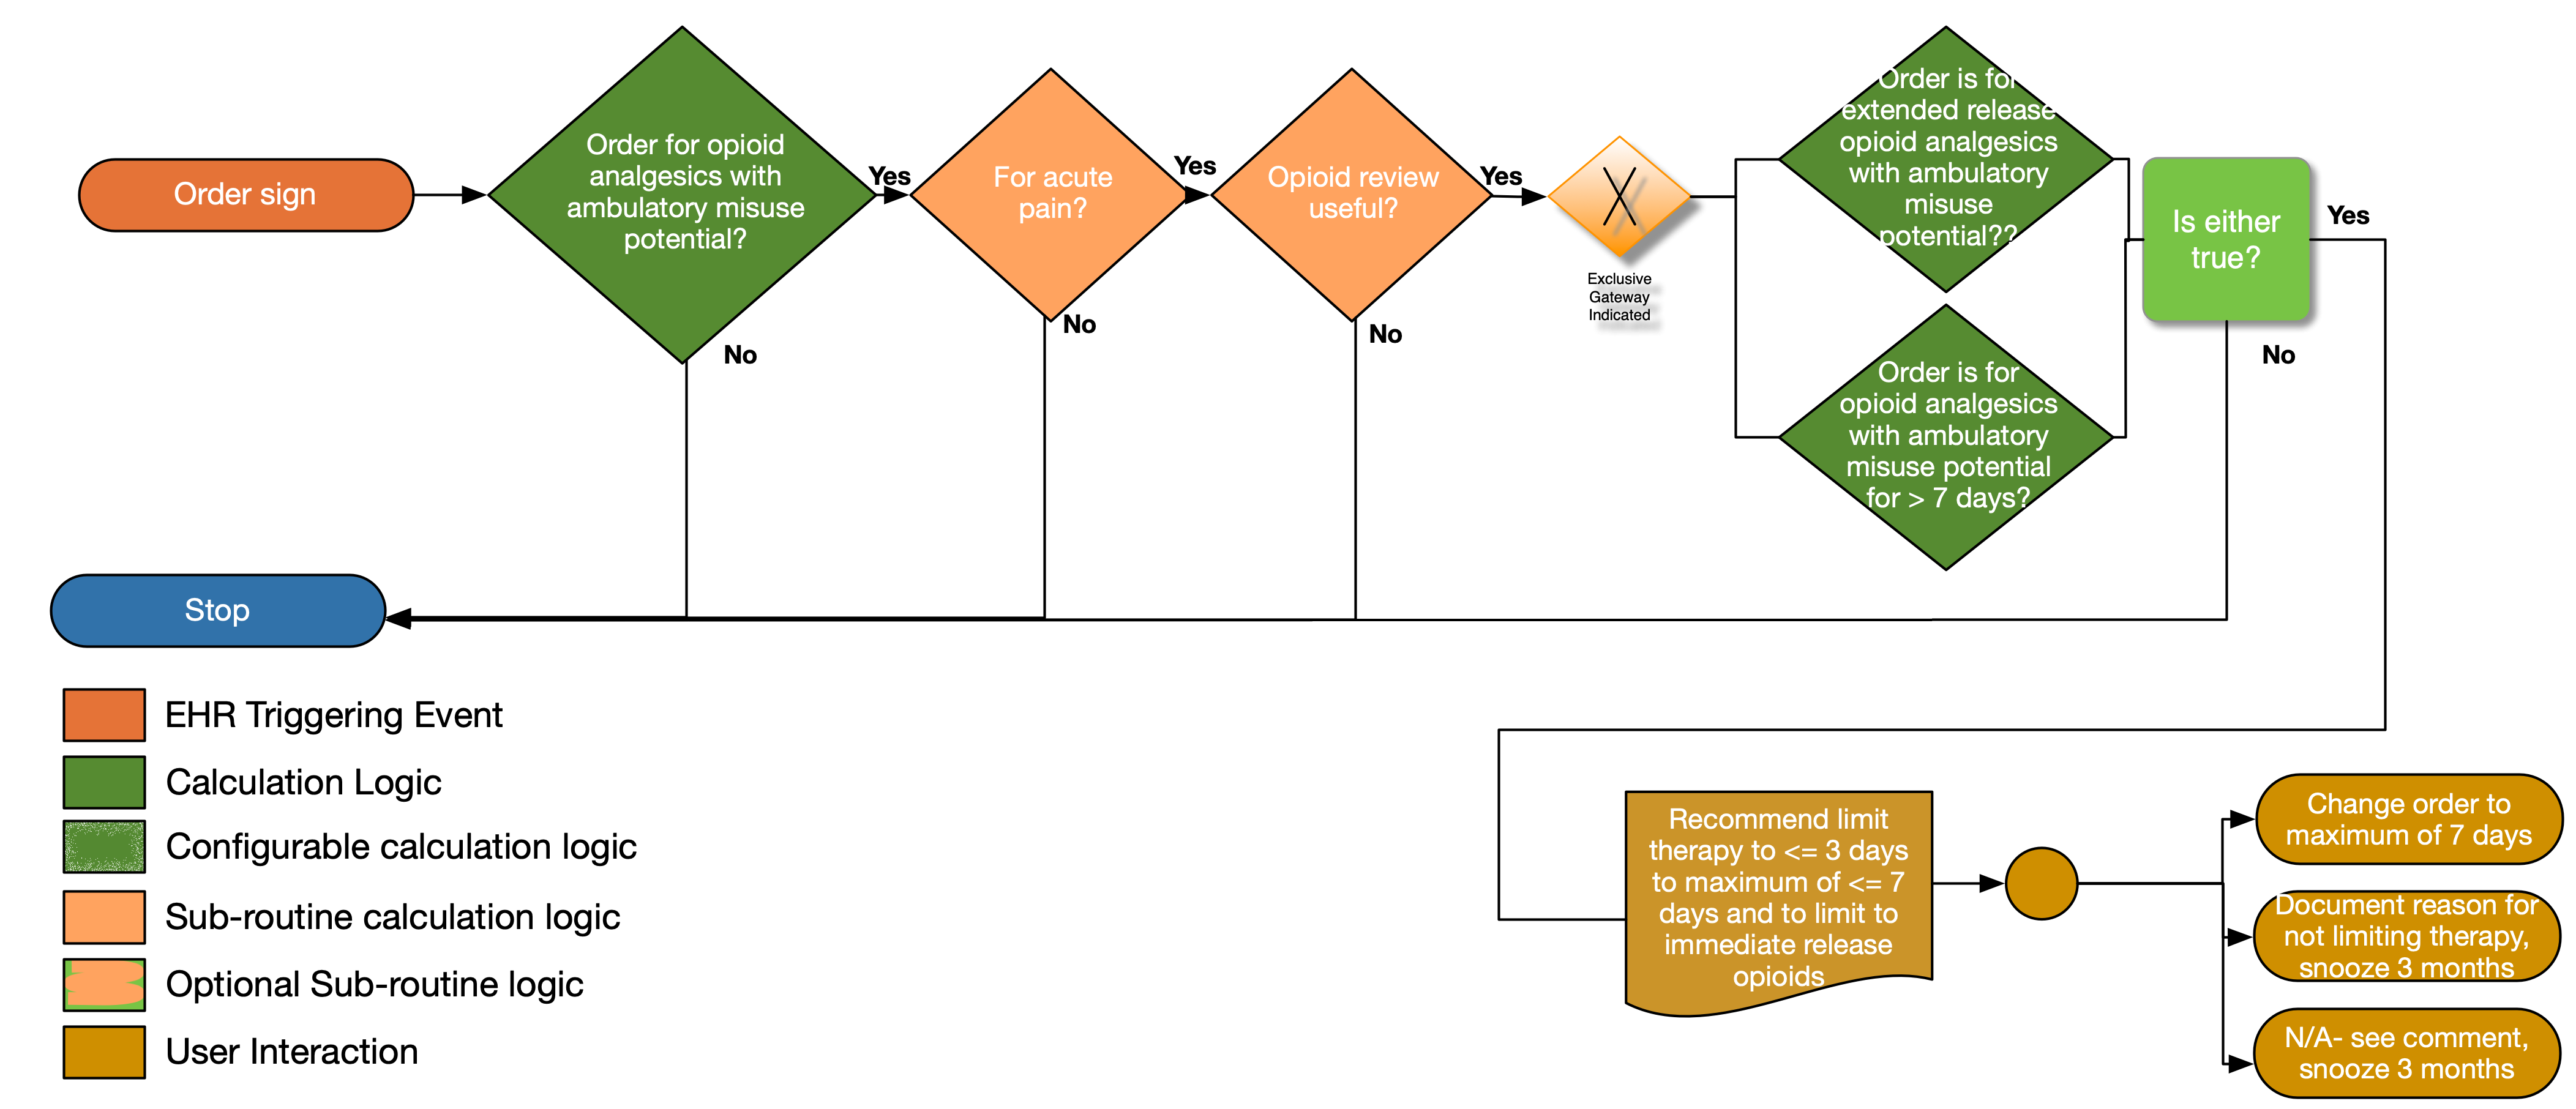 Order sign
Order for opioid
analgesics with
ambulatory misuse
potential?
Yes
No
For acute
pain?
Yes
No
Opioid review
useful?
Yes
No
Exclusive
Gateway
Indicated
Order is for
extended release
opioid analgesics
with ambulatory
misuse
potential??
Order is for
opioid analgesics
with ambulatory
misuse potential
for > 7 days?
Is either
true?
Yes
No
Stop
EHR Triggering Event
Calculation Logic
Configurable calculation logic
Sub-routine calculation logic
Optional Sub-routine logic
User Interaction
Recommend limit
therapy to <= 3 days
to maximum of <= 7
days and to limit to
immediate release
opioids
Change order to
maximum of 7 days
Document reason for
not limiting therapy,
snooze 3 months
N/A- see comment,
snooze 3 months